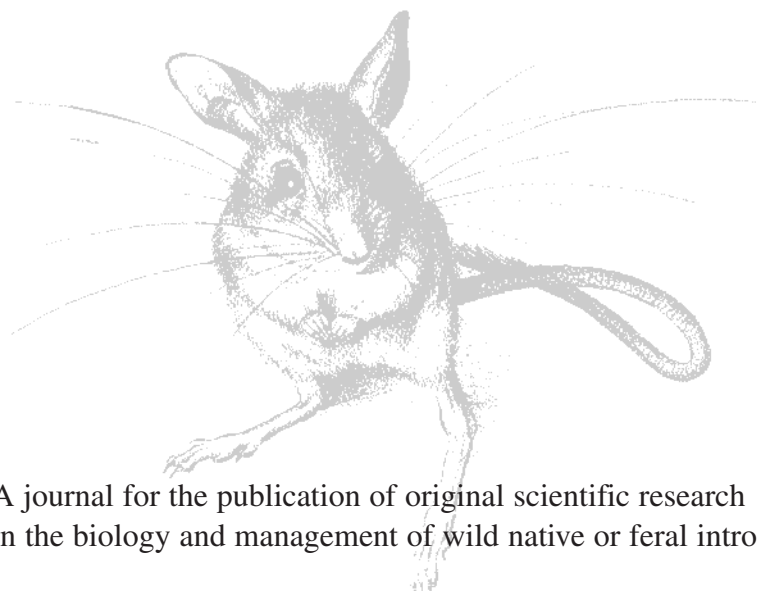 A journal for the publication of original scientific research
in the biology and management of wild native or feral intro